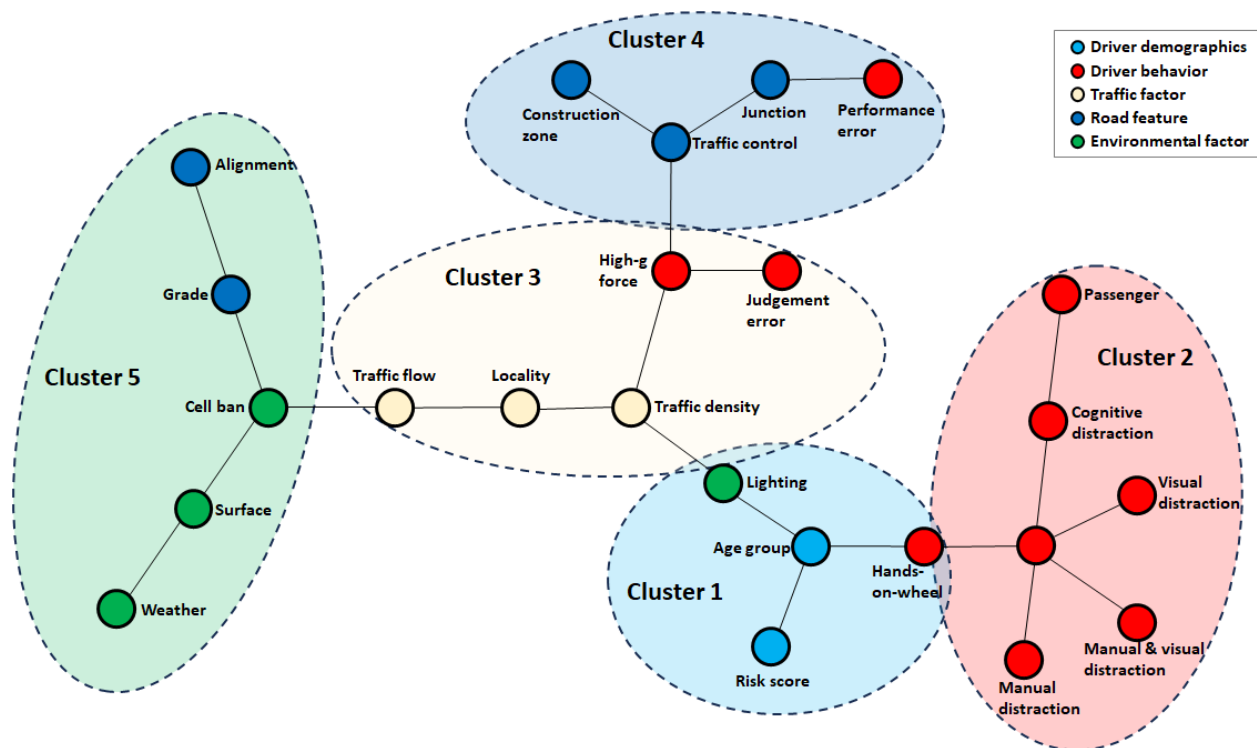 Cluster 4
Driver demographics
Driver behavior
Traffic factor
Road feature
Environmental factor
Construction
zone
Junction
Performance
error
Traffic control
Alignment
Grade
Cluster 5
Cell ban
Surface
Weather
Cluster 3
High-g
force
Judgement
error
Traffic flow
Locality
Traffic density
Passenger
Cluster 2
Cognitive
distraction
Visual
distraction
Manual & visual
distraction
Manual
distraction
Lighting
Age group
Hands-
on-wheel
Cluster 1
Risk score